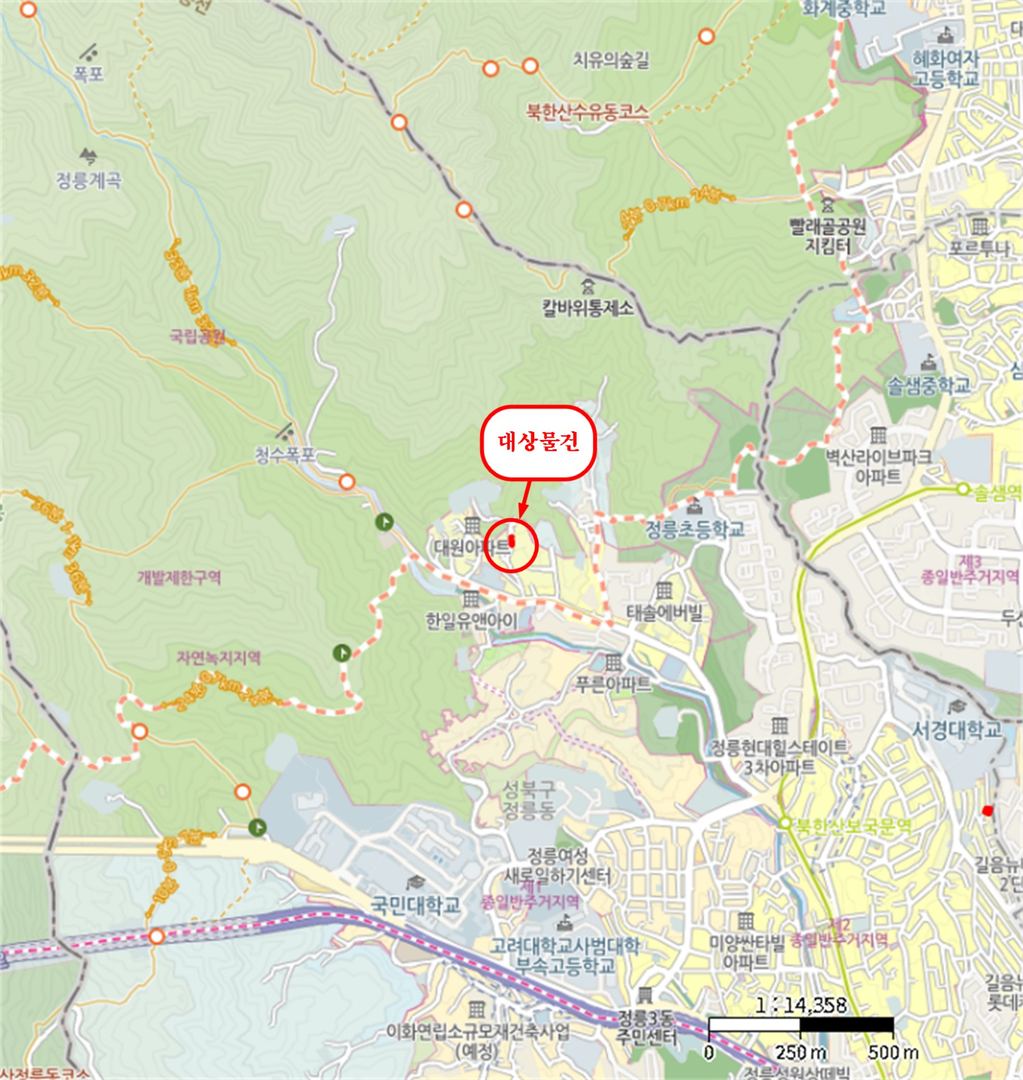 화계중학교
혜화여자
고등학교
치유의숲길
폭포
북한산수유동코스
정릉계곡
빨래골공원
지킴터
포르투나
칼바위통제소
국립공원
솔샘중학교
대상물건
청수폭포
벽산라이브파크
아파트
솔샘역
정릉초등학교
대원아파트
제3
종일반주거지역
개발제한구역
한일유앤아이
태솔에버빌
자연녹지지역
푸른아파트
서경대학교
정릉현대힐스테이트
3차아파트
성북구
정릉동
북한산보국문역
정릉여성
새로일하기센터
제1
종일반주거지역
국민대학교
제2
종일반주거지역
미양싼타빌
아파트
고려대학교사범대학
부속고등학교
1:14,358
정릉3동
주민센터
이화연립소규모재건축사업
(예정)
0 250 m 500 m